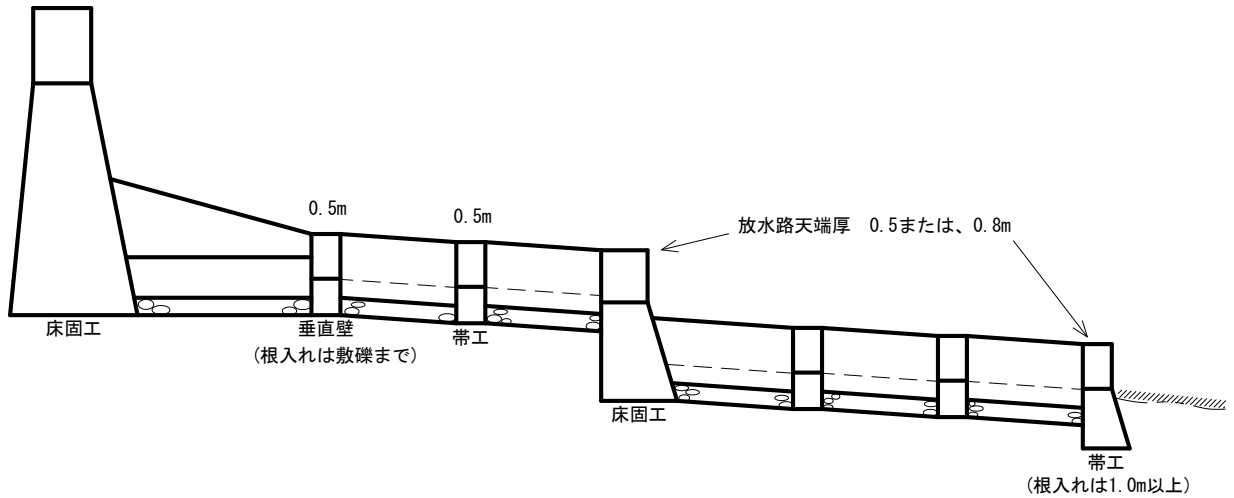 0.5m
0.5m
放水路天端厚　0.5または、0.8m
床固工
垂直壁
(根入れは敷礫まで)
帯工
床固工
帯工
(根入れは1.0m以上)